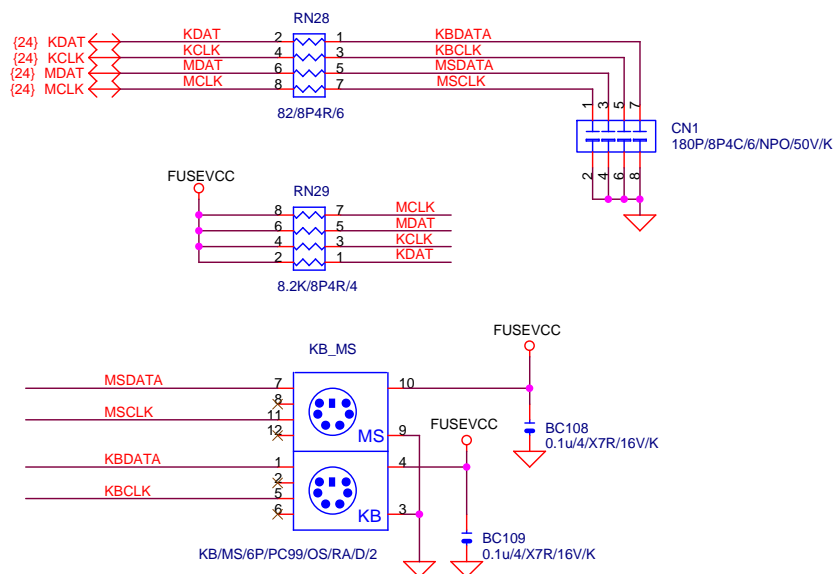 RN28
{24} KDAT KDAT 2 1 KBDATA
{24} KCLK KCLK 4 3 KBCLK
{24} MDAT MDAT 6 5 MSDATA
{24} MCLK MCLK 8 7 MSCLK
82/8P4R/6
1 3 5 7
CN1
180P/8P4C/6/NPO/50V/K
2 4 6 8
FUSEVCC
RN29
8 7 MCLK
6 5 MDAT
4 3 KCLK
2 1 KDAT
8.2K/8P4R/4
FUSEVCC
KB_MS
MSDATA 7 10
8
MSCLK 11
12 MS 9
FUSEVCC
BC108
0.1u/4/X7R/16V/K
KBDATA 1 4
2
KBCLK 5
6 KB 3
BC109
0.1u/4/X7R/16V/K
KB/MS/6P/PC99/OS/RA/D/2